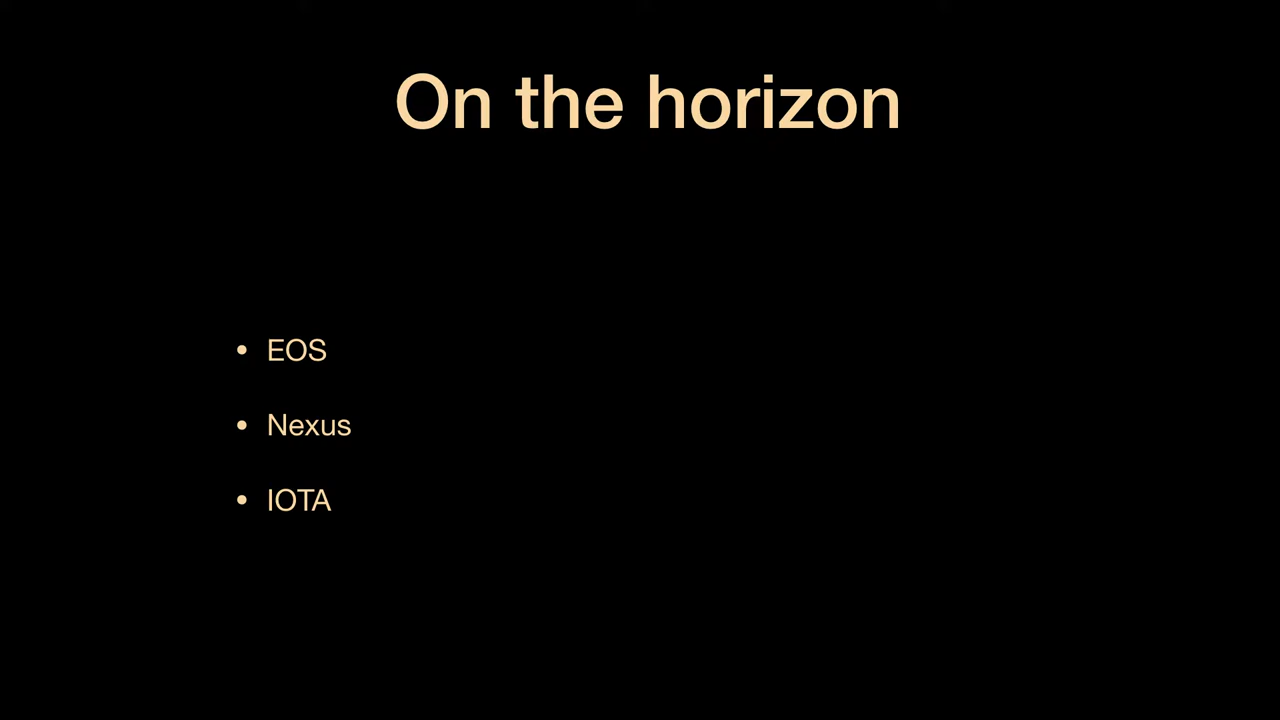 On the horizon
• EOS
• Nexus
• IOTA